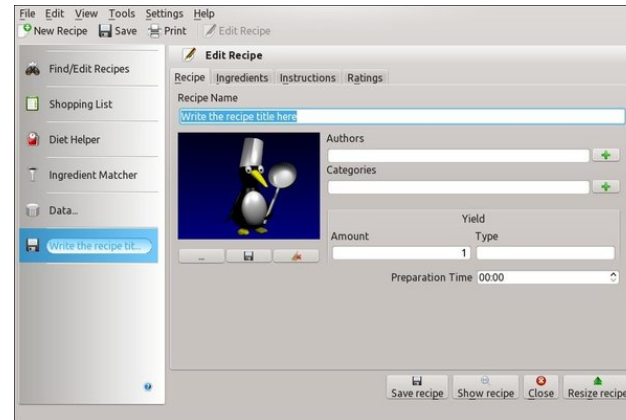 File Edit View Tools Settings Help
New Recipe Save Print Edit Recipe
Find/Edit Recipes
Shopping List
Diet Helper
Ingredient Matcher
Data...
Write the recipe tit...
Edit Recipe
Recipe Ingredients Instructions Ratings
Recipe Name
Write the recipe title here
Authors
Categories
Yield
Amount Type
1
Preparation Time 00:00
...
Save recipe Show recipe Close Resize recipe